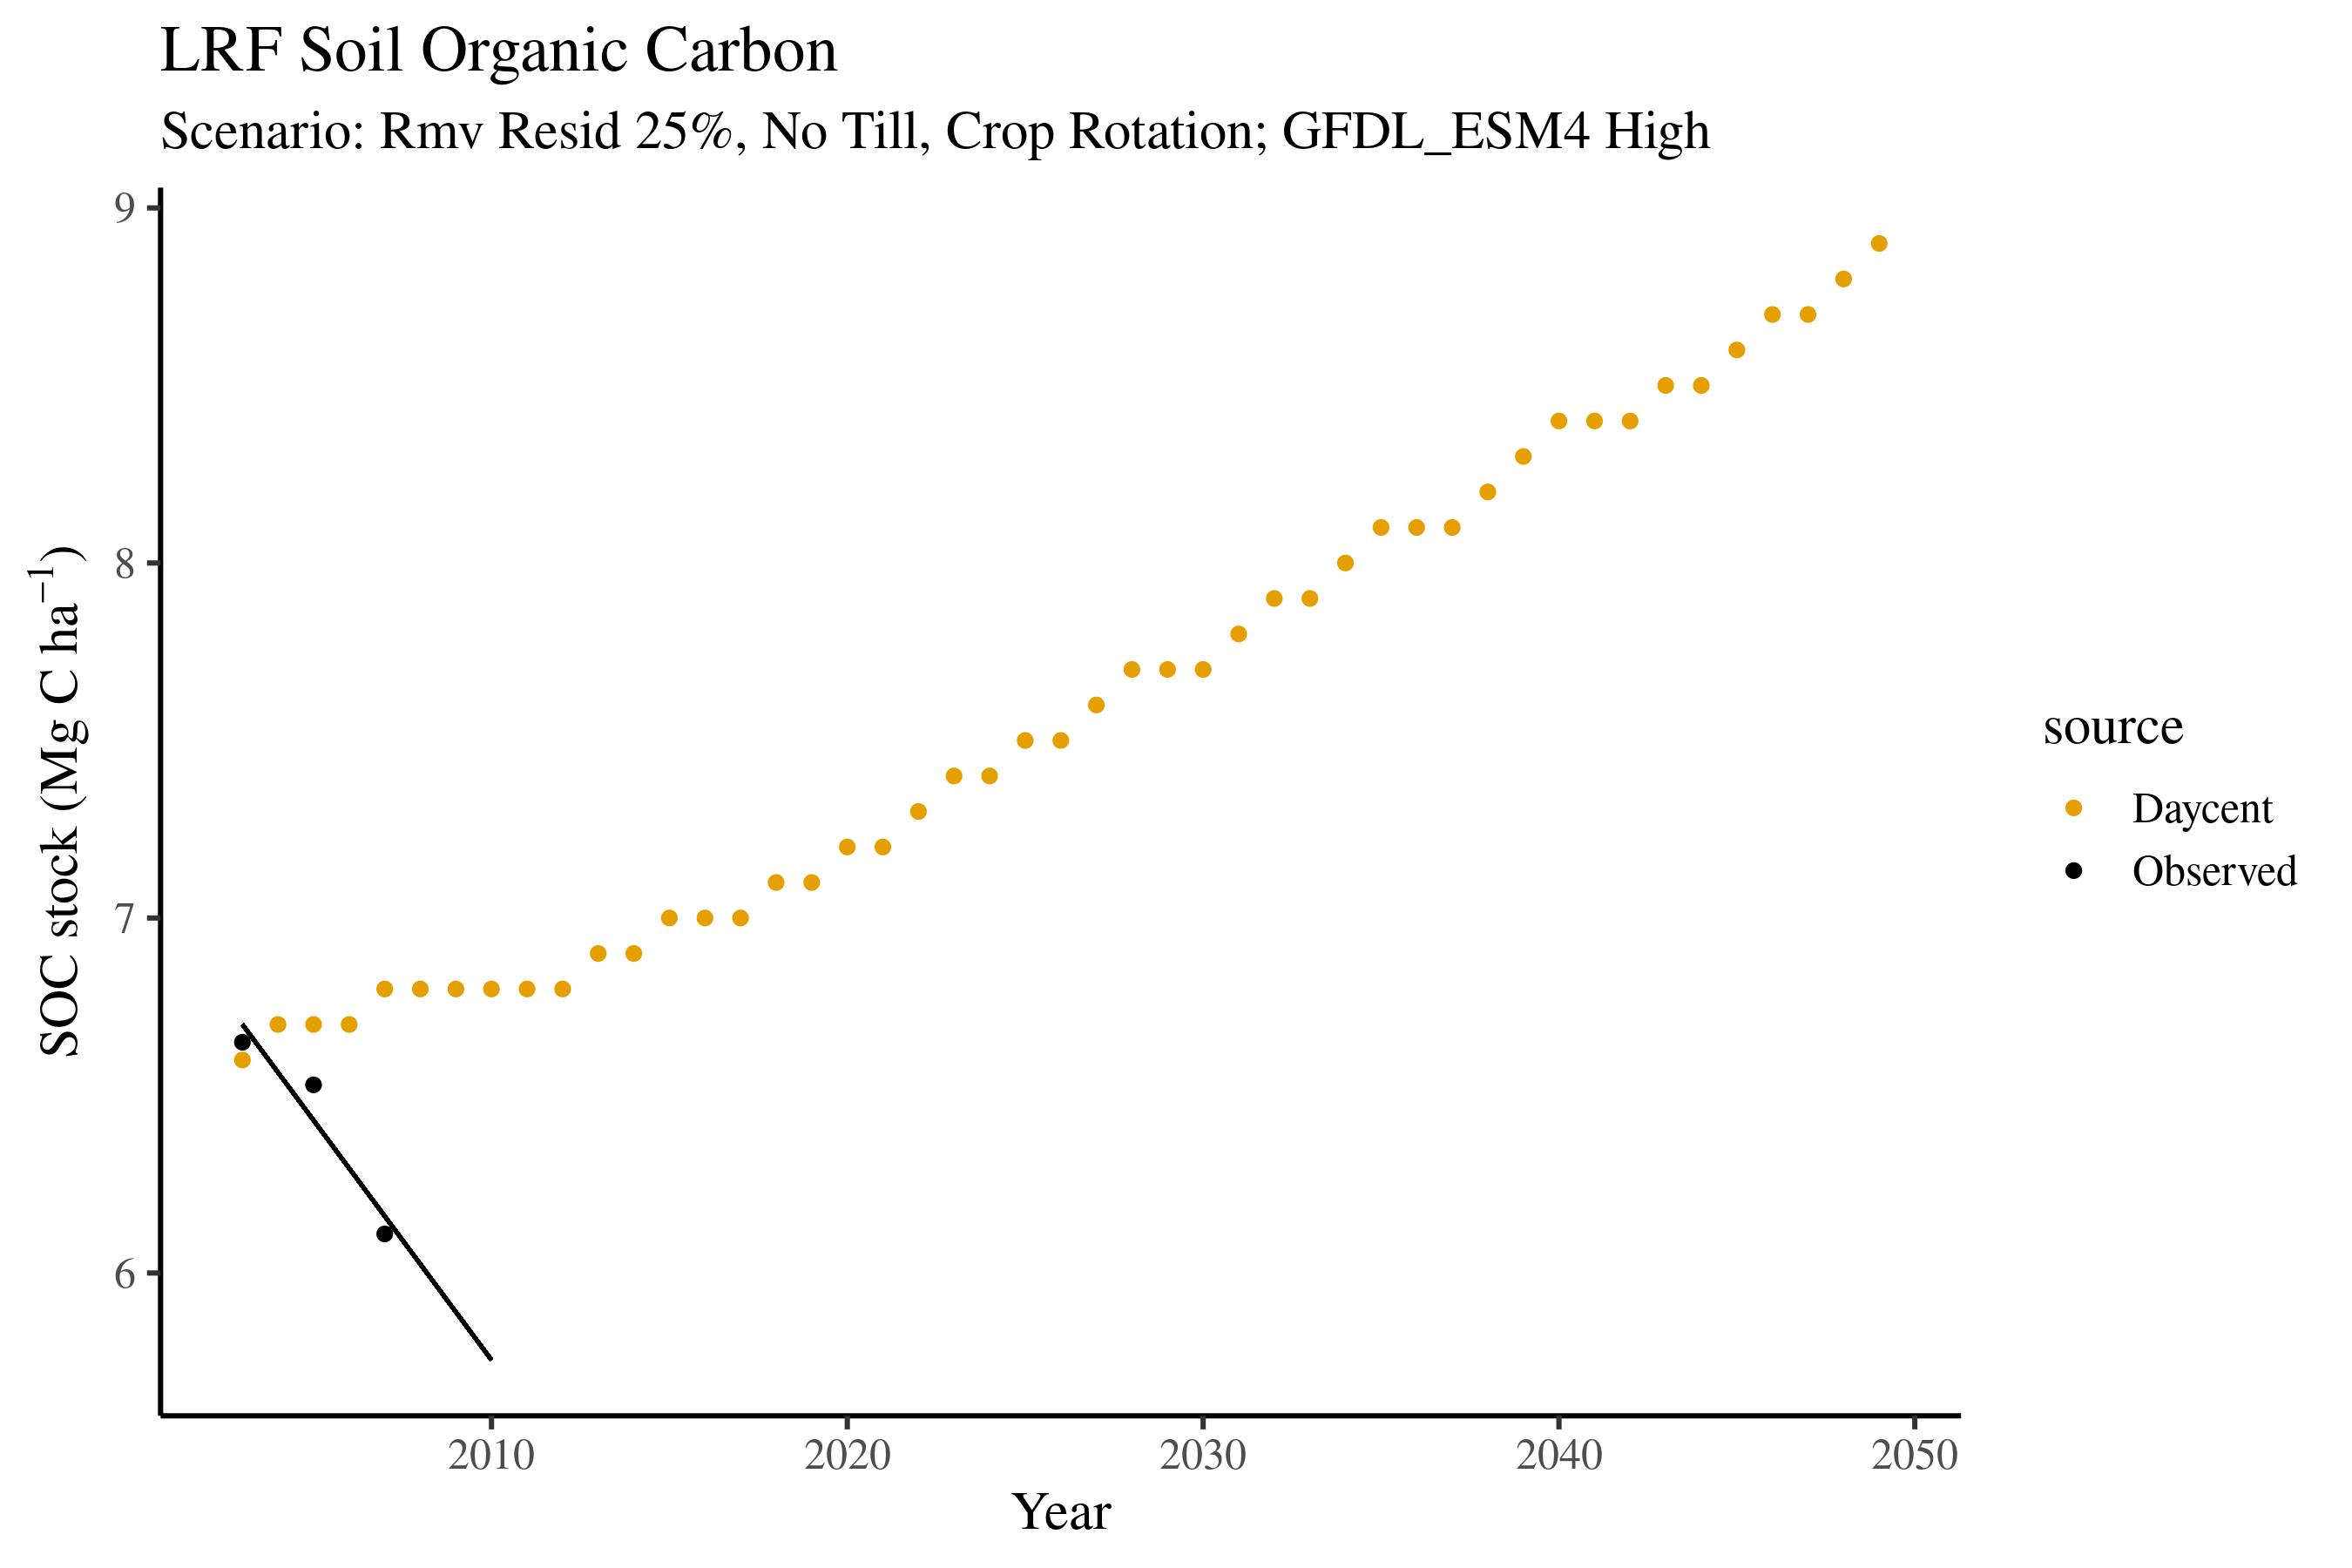 LRF Soil Organic Carbon
Scenario: Rmv Resid 25%, No Till, Crop Rotation; GFDL_ESM4 High
SOC stock (Mg C ha⁻¹)
9
8
7
6
2010 2020 2030 2040 2050
Year
source
Daycent
Observed